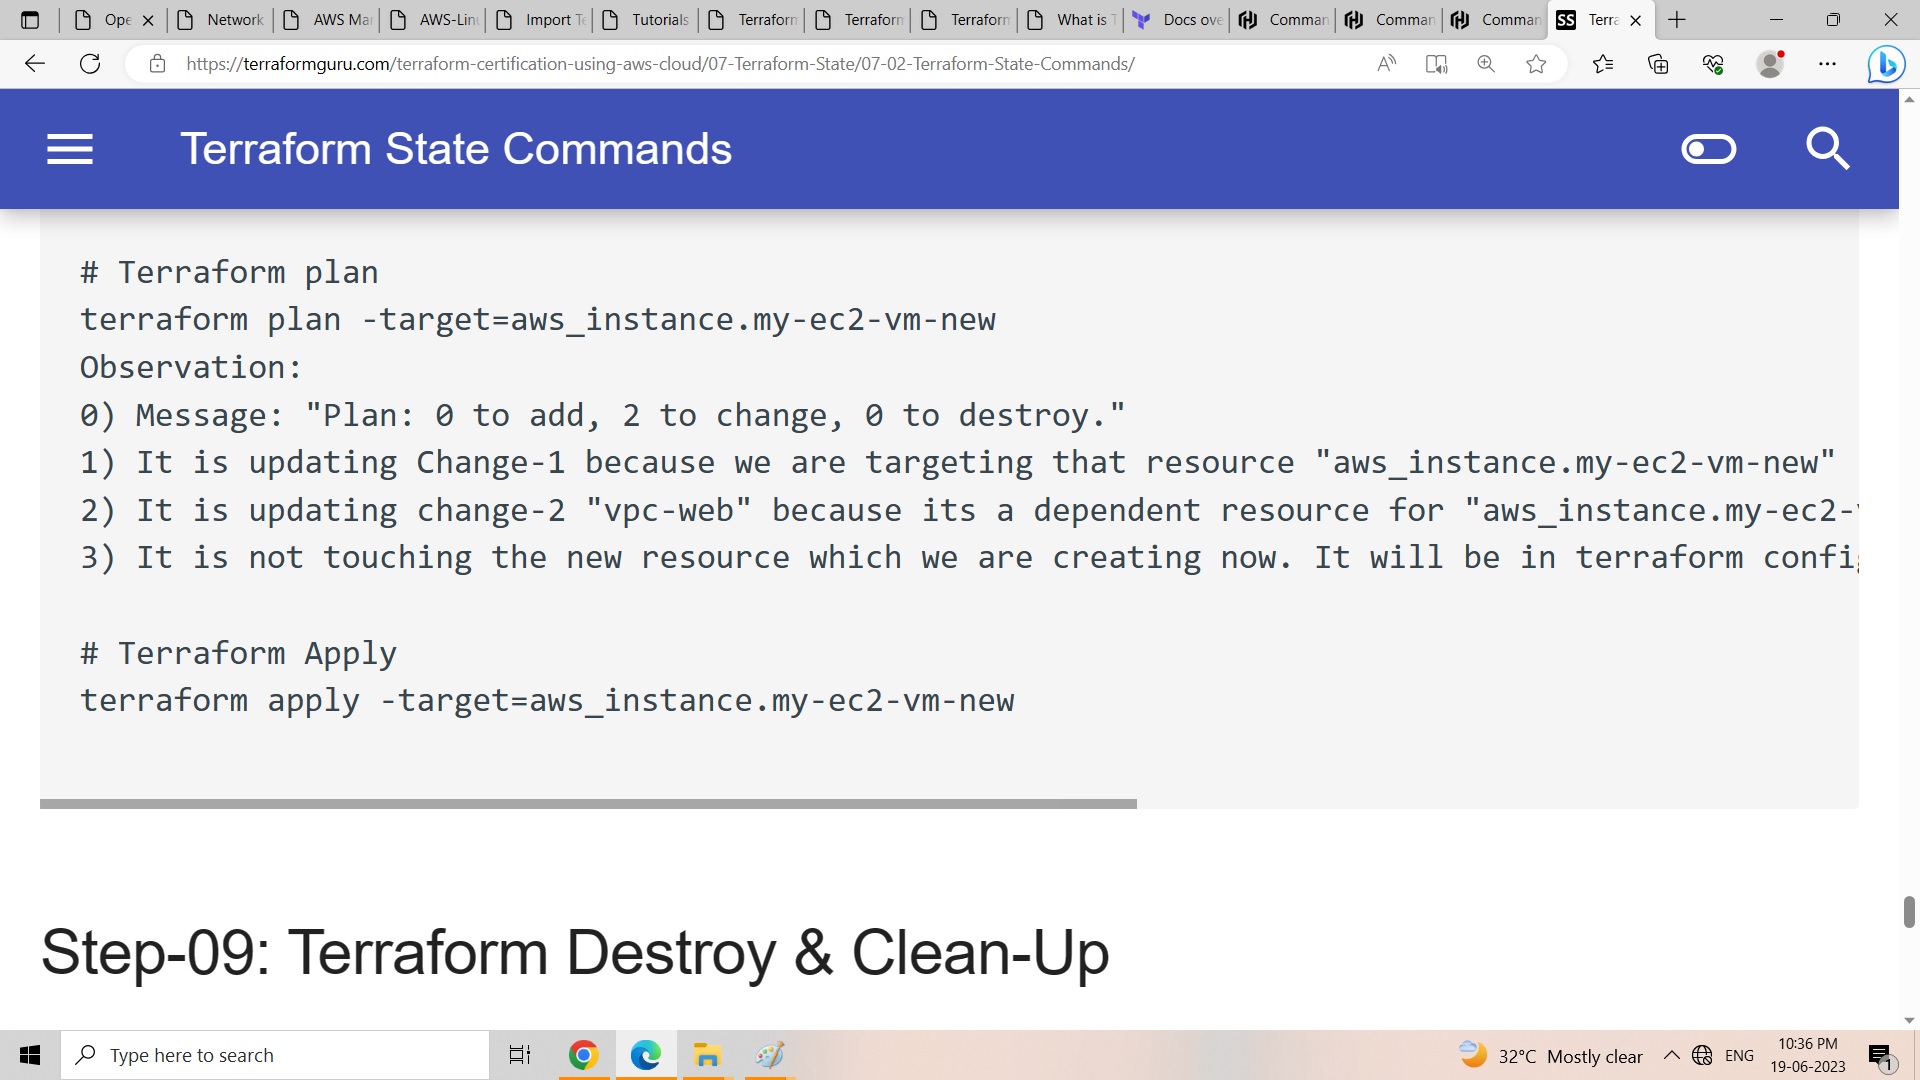 Ope
Network
AWS Mar
AWS-Lin
Import Te
Tutorials
Terraform
Terraform
Terraform
What is T
Docs ove
Comman
Comman
Comman
Terra
https://terraformguru.com/terraform-certification-using-aws-cloud/07-Terraform-State/07-02-Terraform-State-Commands/
Terraform State Commands
# Terraform plan
terraform plan -target=aws_instance.my-ec2-vm-new
Observation:
0) Message: "Plan: 0 to add, 2 to change, 0 to destroy."
1) It is updating Change-1 because we are targeting that resource "aws_instance.my-ec2-vm-new"
2) It is updating change-2 "vpc-web" because its a dependent resource for "aws_instance.my-ec2-
3) It is not touching the new resource which we are creating now. It will be in terraform confi
# Terraform Apply
terraform apply -target=aws_instance.my-ec2-vm-new
Step-09: Terraform Destroy & Clean-Up
Type here to search
32°C Mostly clear
ENG
10:36 PM
19-06-2023
1